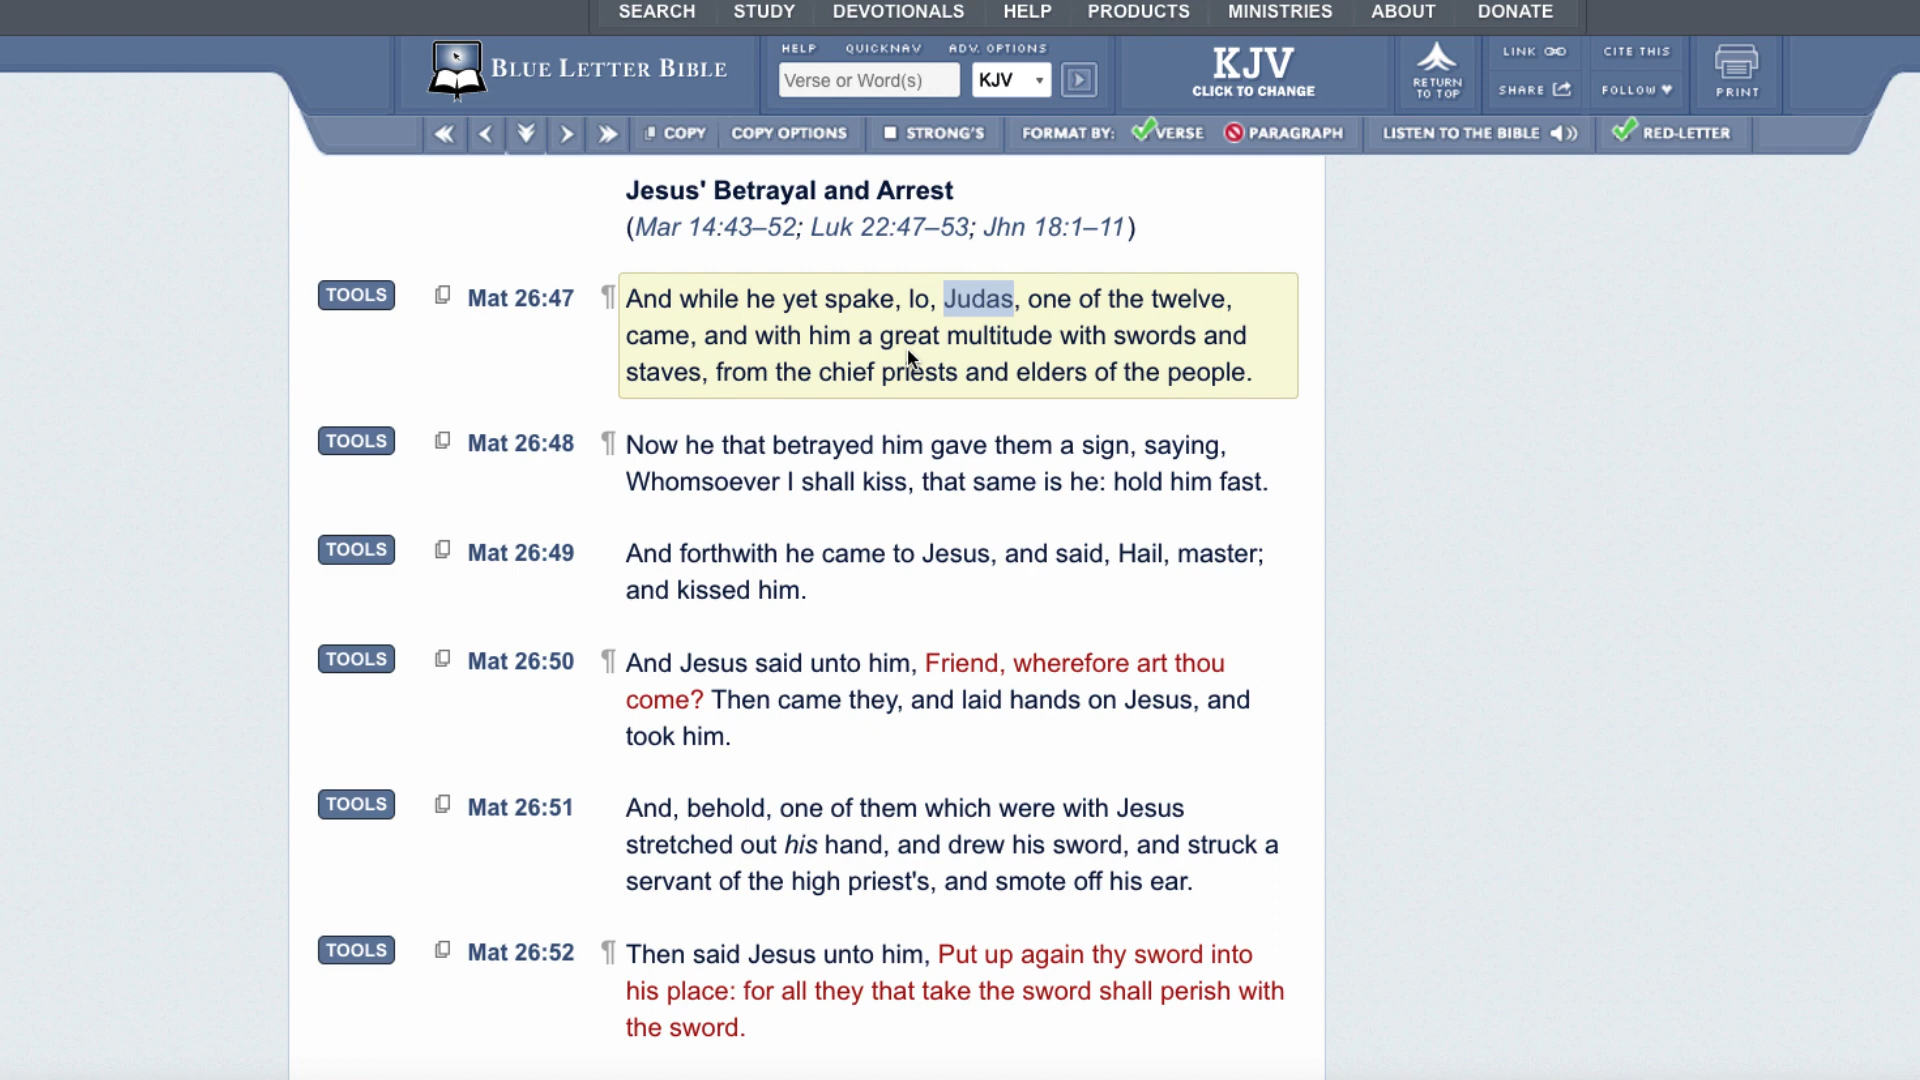 SEARCH STUDY DEVOTIONALS HELP PRODUCTS MINISTRIES ABOUT DONATE
BLUE LETTER BIBLE
HELP QUICKNAV ADV. OPTIONS
Verse or Word(s) KJV
KJV
CLICK TO CHANGE
RETURN
TO TOP
LINK
SHARE
CITE THIS
FOLLOW
PRINT
COPY COPY OPTIONS STRONG'S FORMAT BY: VERSE PARAGRAPH LISTEN TO THE BIBLE RED-LETTER
Jesus' Betrayal and Arrest
(Mar 14:43–52; Luk 22:47–53; Jhn 18:1–11)
TOOLS Mat 26:47 ¶ And while he yet spake, lo, Judas, one of the twelve,
came, and with him a great multitude with swords and
staves, from the chief priests and elders of the people.
TOOLS Mat 26:48 ¶ Now he that betrayed him gave them a sign, saying,
Whomsoever I shall kiss, that same is he: hold him fast.
TOOLS Mat 26:49 And forthwith he came to Jesus, and said, Hail, master;
and kissed him.
TOOLS Mat 26:50 ¶ And Jesus said unto him, Friend, wherefore art thou
come? Then came they, and laid hands on Jesus, and
took him.
TOOLS Mat 26:51 And, behold, one of them which were with Jesus
stretched out his hand, and drew his sword, and struck a
servant of the high priest's, and smote off his ear.
TOOLS Mat 26:52 ¶ Then said Jesus unto him, Put up again thy sword into
his place: for all they that take the sword shall perish with
the sword.